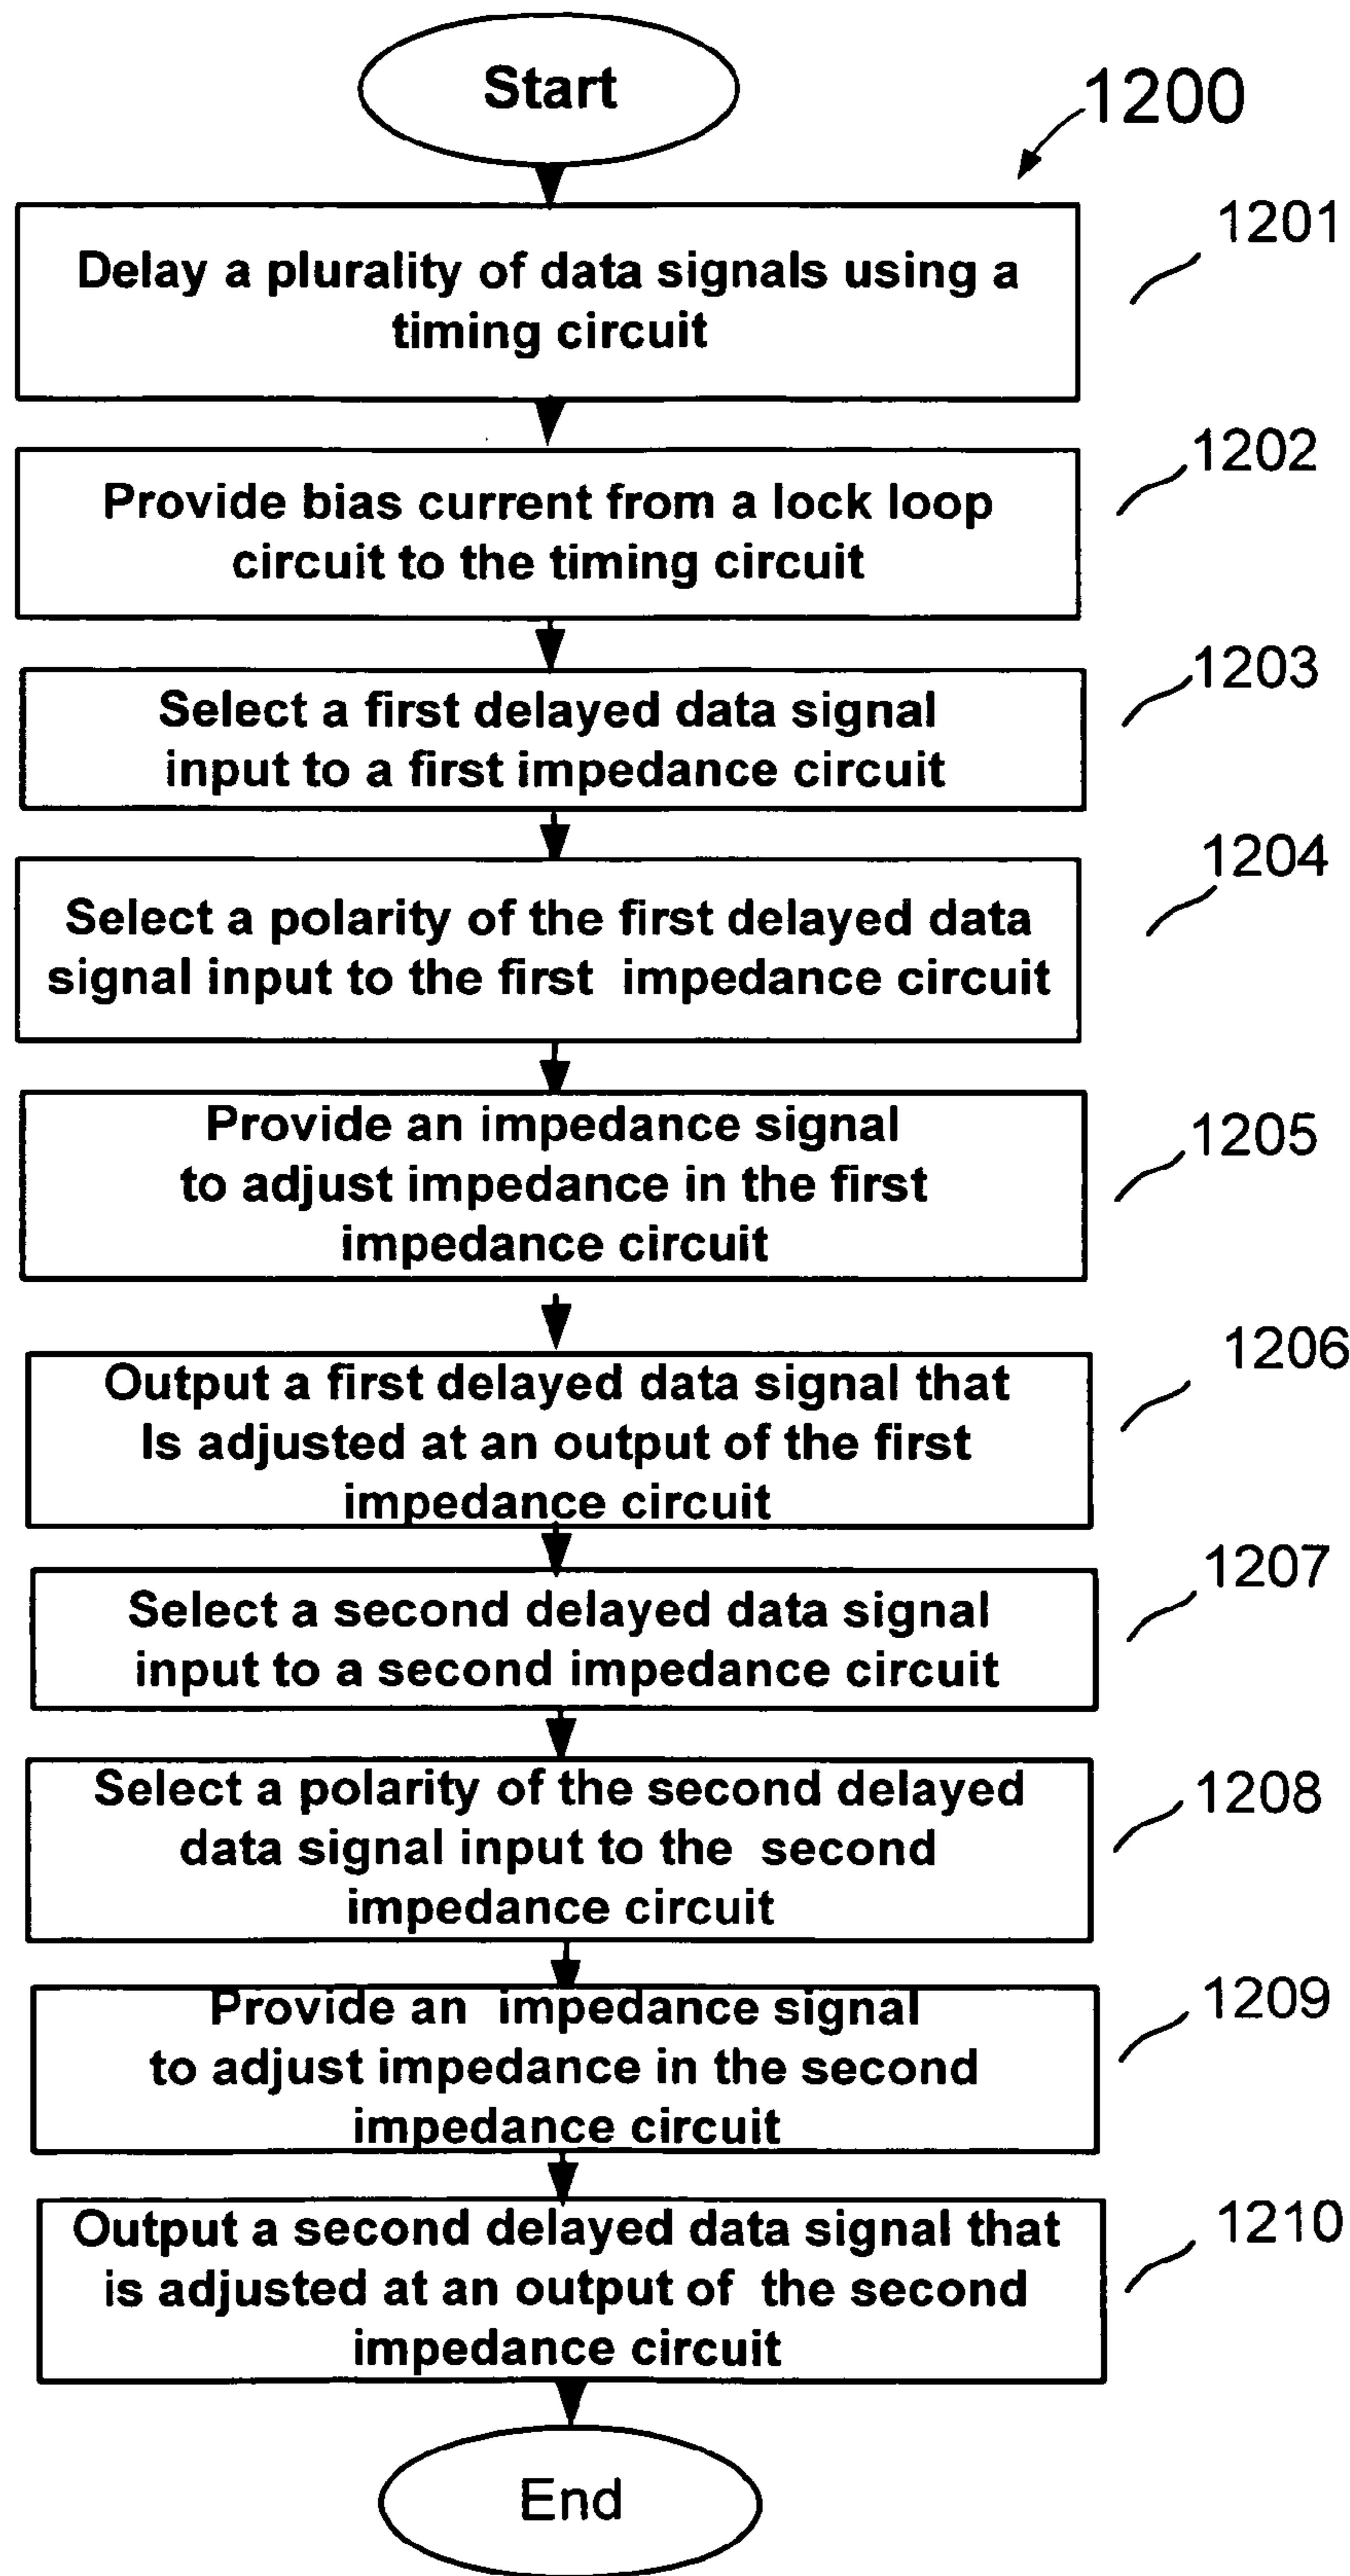 Start
1200
Delay a plurality of data signals using a
timing circuit
1201
Provide bias current from a lock loop
circuit to the timing circuit
1202
Select a first delayed data signal
input to a first impedance circuit
1203
Select a polarity of the first delayed data
signal input to the first impedance circuit
1204
Provide an impedance signal
to adjust impedance in the first
impedance circuit
1205
Output a first delayed data signal that
Is adjusted at an output of the first
impedance circuit
1206
Select a second delayed data signal
input to a second impedance circuit
1207
Select a polarity of the second delayed
data signal input to the second
impedance circuit
1208
Provide an impedance signal
to adjust impedance in the second
impedance circuit
1209
Output a second delayed data signal that
is adjusted at an output of the second
impedance circuit
1210
End